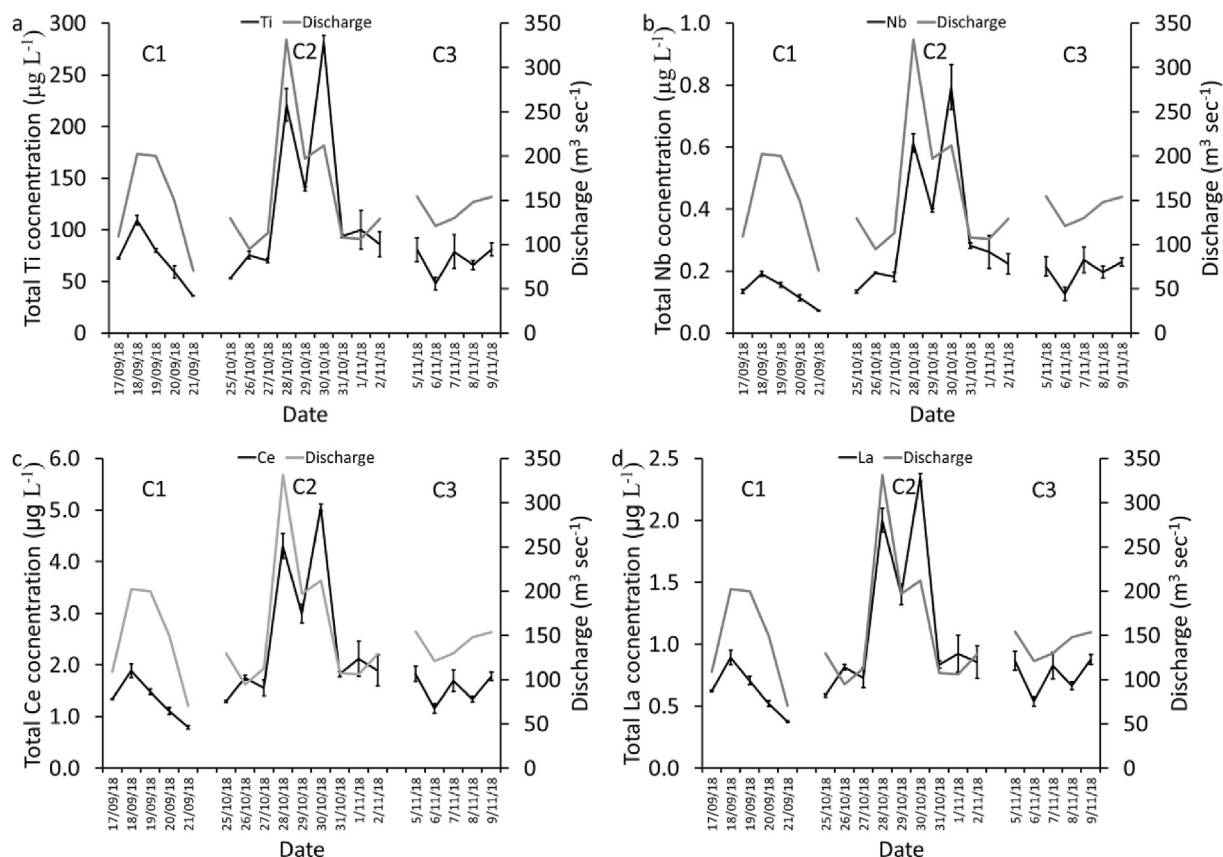 a
Ti Discharge
C1 C2 C3
Total Ti cocnentration (µg L-1)
300
250
200
150
100
50
0
350
300
250
200
150
100
50
0
Discharge (m³ sec⁻¹)
17/09/18 18/09/18 19/09/18 20/09/18 21/09/18 25/10/18 26/10/18 27/10/18 28/10/18 29/10/18 30/10/18 31/10/18 1/11/18 2/11/18 5/11/18 6/11/18 7/11/18 8/11/18 9/11/18
Date
b
Nb Discharge
C1 C2 C3
Total Nb cocnentration (µg L-1)
1.0
0.8
0.6
0.4
0.2
0.0
350
300
250
200
150
100
50
0
Discharge (m³ sec⁻¹)
17/09/18 18/09/18 19/09/18 20/09/18 21/09/18 25/10/18 26/10/18 27/10/18 28/10/18 29/10/18 30/10/18 31/10/18 1/11/18 2/11/18 5/11/18 6/11/18 7/11/18 8/11/18 9/11/18
Date
c
Ce Discharge
C1 C2 C3
Total Ce cocnentration (µg L-1)
6.0
5.0
4.0
3.0
2.0
1.0
0.0
350
300
250
200
150
100
50
0
Discharge (m³ sec⁻¹)
17/09/18 18/09/18 19/09/18 20/09/18 21/09/18 25/10/18 26/10/18 27/10/18 28/10/18 29/10/18 30/10/18 31/10/18 1/11/18 2/11/18 5/11/18 6/11/18 7/11/18 8/11/18 9/11/18
Date
d
La Discharge
C1 C2 C3
Total La cocnentration (µg L-1)
2.5
2.0
1.5
1.0
0.5
0.0
350
300
250
200
150
100
50
0
Discharge (m³ sec⁻¹)
17/09/18 18/09/18 19/09/18 20/09/18 21/09/18 25/10/18 26/10/18 27/10/18 28/10/18 29/10/18 30/10/18 31/10/18 1/11/18 2/11/18 5/11/18 6/11/18 7/11/18 8/11/18 9/11/18
Date